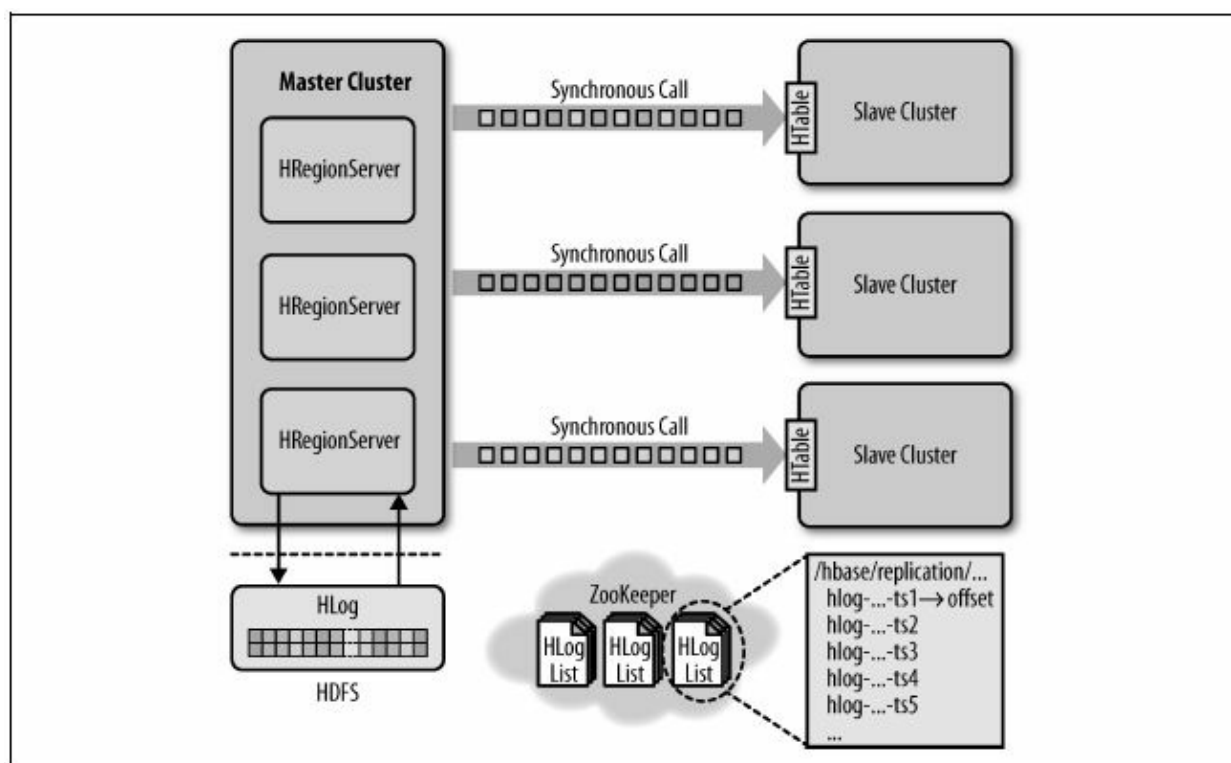 Master Cluster
HRegionServer
HRegionServer
HRegionServer
Synchronous Call
HTable
Slave Cluster
Synchronous Call
HTable
Slave Cluster
Synchronous Call
HTable
Slave Cluster
HLog
HDFS
ZooKeeper
HLog
List
HLog
List
HLog
List
/hbase/replication/...
hlog-...-ts1→offset
hlog-...-ts2
hlog-...-ts3
hlog-...-ts4
hlog-...-ts5
...